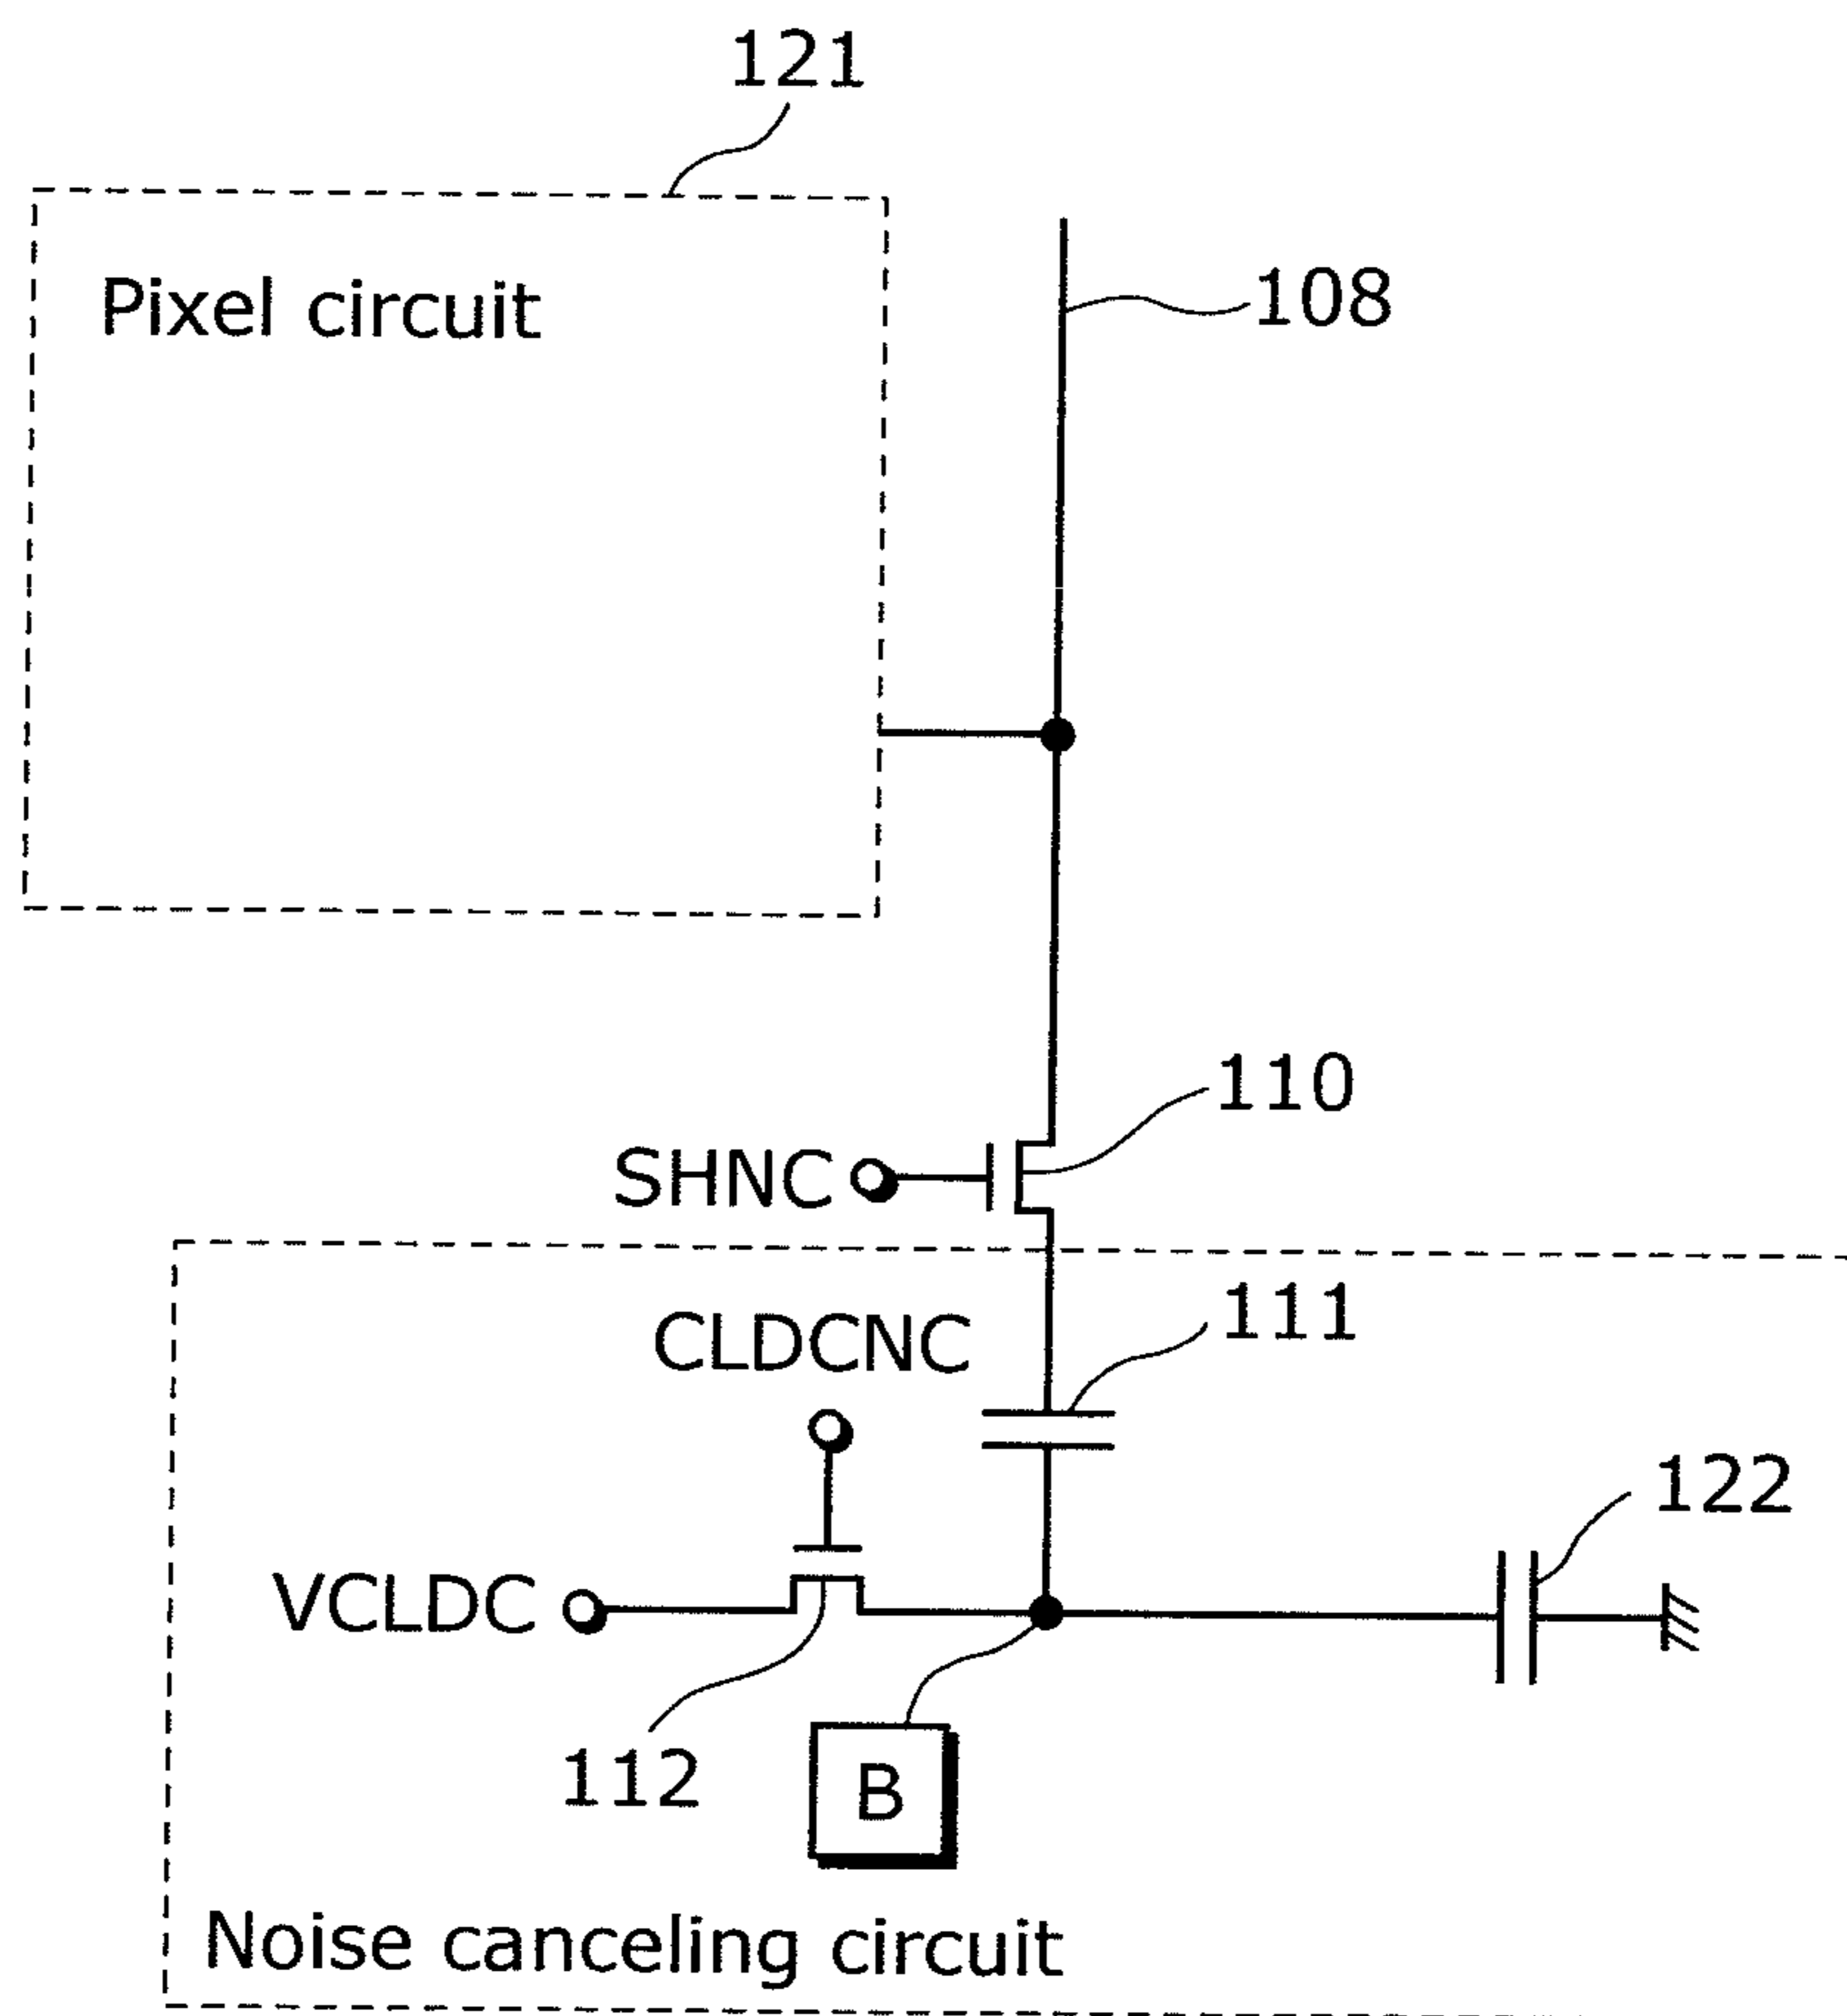 121
Pixel circuit
108
110
SHNC
111
CLDCNC
122
VCLDC
112
B
Noise canceling circuit